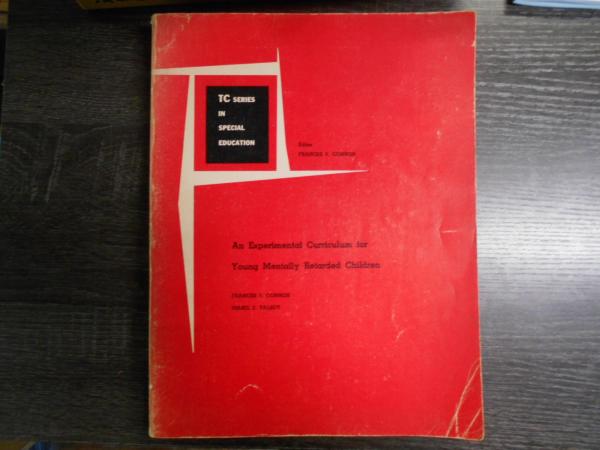 TC SERIES
IN
SPECIAL
EDUCATION
Editor
FRANCES P. CONNOR
An Experimental Curriculum for
Young Mentally Retarded Children
FRANCES P. CONNOR
MABEL E. TALBOT